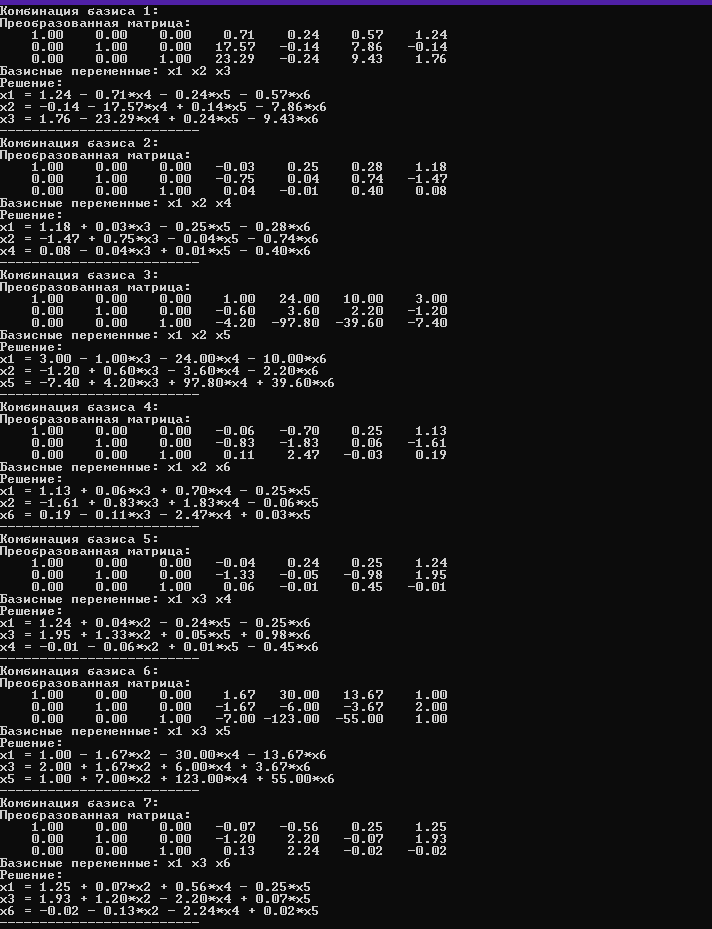 Комбинация базиса 1:
Преобразованная матрица:
1.00 0.00 0.00 0.71 0.24 0.57 1.24
0.00 1.00 0.00 17.57 -0.14 7.86 -0.14
0.00 0.00 1.00 23.29 -0.24 9.43 1.76
Базисные переменные: x1 x2 x3
Решение:
x1 = 1.24 - 0.71*x4 - 0.24*x5 - 0.57*x6
x2 = -0.14 - 17.57*x4 + 0.14*x5 - 7.86*x6
x3 = 1.76 - 23.29*x4 + 0.24*x5 - 9.43*x6
-------------------------
Комбинация базиса 2:
Преобразованная матрица:
1.00 0.00 0.00 -0.03 0.25 0.28 1.18
0.00 1.00 0.00 -0.75 0.04 0.74 -1.47
0.00 0.00 1.00 0.04 -0.01 0.40 0.08
Базисные переменные: x1 x2 x4
Решение:
x1 = 1.18 + 0.03*x3 - 0.25*x5 - 0.28*x6
x2 = -1.47 + 0.75*x3 - 0.04*x5 - 0.74*x6
x4 = 0.08 - 0.04*x3 + 0.01*x5 - 0.40*x6
-------------------------
Комбинация базиса 3:
Преобразованная матрица:
1.00 0.00 0.00 1.00 24.00 10.00 3.00
0.00 1.00 0.00 -0.60 3.60 2.20 -1.20
0.00 0.00 1.00 -4.20 -97.80 -39.60 -7.40
Базисные переменные: x1 x2 x5
Решение:
x1 = 3.00 - 1.00*x3 - 24.00*x4 - 10.00*x6
x2 = -1.20 + 0.60*x3 - 3.60*x4 - 2.20*x6
x5 = -7.40 + 4.20*x3 + 97.80*x4 + 39.60*x6
-------------------------
Комбинация базиса 4:
Преобразованная матрица:
1.00 0.00 0.00 -0.06 -0.70 0.25 1.13
0.00 1.00 0.00 -0.83 -1.83 0.06 -1.61
0.00 0.00 1.00 0.11 2.47 -0.03 0.19
Базисные переменные: x1 x2 x6
Решение:
x1 = 1.13 + 0.06*x3 + 0.70*x4 - 0.25*x5
x2 = -1.61 + 0.83*x3 + 1.83*x4 - 0.06*x5
x6 = 0.19 - 0.11*x3 - 2.47*x4 + 0.03*x5
-------------------------
Комбинация базиса 5:
Преобразованная матрица:
1.00 0.00 0.00 -0.04 0.24 0.25 1.24
0.00 1.00 0.00 -1.33 -0.05 -0.98 1.95
0.00 0.00 1.00 0.06 -0.01 0.45 -0.01
Базисные переменные: x1 x3 x4
Решение:
x1 = 1.24 + 0.04*x2 - 0.24*x5 - 0.25*x6
x3 = 1.95 + 1.33*x2 + 0.05*x5 + 0.98*x6
x4 = -0.01 - 0.06*x2 + 0.01*x5 - 0.45*x6
-------------------------
Комбинация базиса 6:
Преобразованная матрица:
1.00 0.00 0.00 1.67 30.00 13.67 1.00
0.00 1.00 0.00 -1.67 -6.00 -3.67 2.00
0.00 0.00 1.00 -7.00 -123.00 -55.00 1.00
Базисные переменные: x1 x3 x5
Решение:
x1 = 1.00 - 1.67*x2 - 30.00*x4 - 13.67*x6
x3 = 2.00 + 1.67*x2 + 6.00*x4 + 3.67*x6
x5 = 1.00 + 7.00*x2 + 123.00*x4 + 55.00*x6
-------------------------
Комбинация базиса 7:
Преобразованная матрица:
1.00 0.00 0.00 -0.07 -0.56 0.25 1.25
0.00 1.00 0.00 -1.20 2.20 -0.07 1.93
0.00 0.00 1.00 0.13 2.24 -0.02 -0.02
Базисные переменные: x1 x3 x6
Решение:
x1 = 1.25 + 0.07*x2 + 0.56*x4 - 0.25*x5
x3 = 1.93 + 1.20*x2 - 2.20*x4 + 0.07*x5
x6 = -0.02 - 0.13*x2 - 2.24*x4 + 0.02*x5
-------------------------